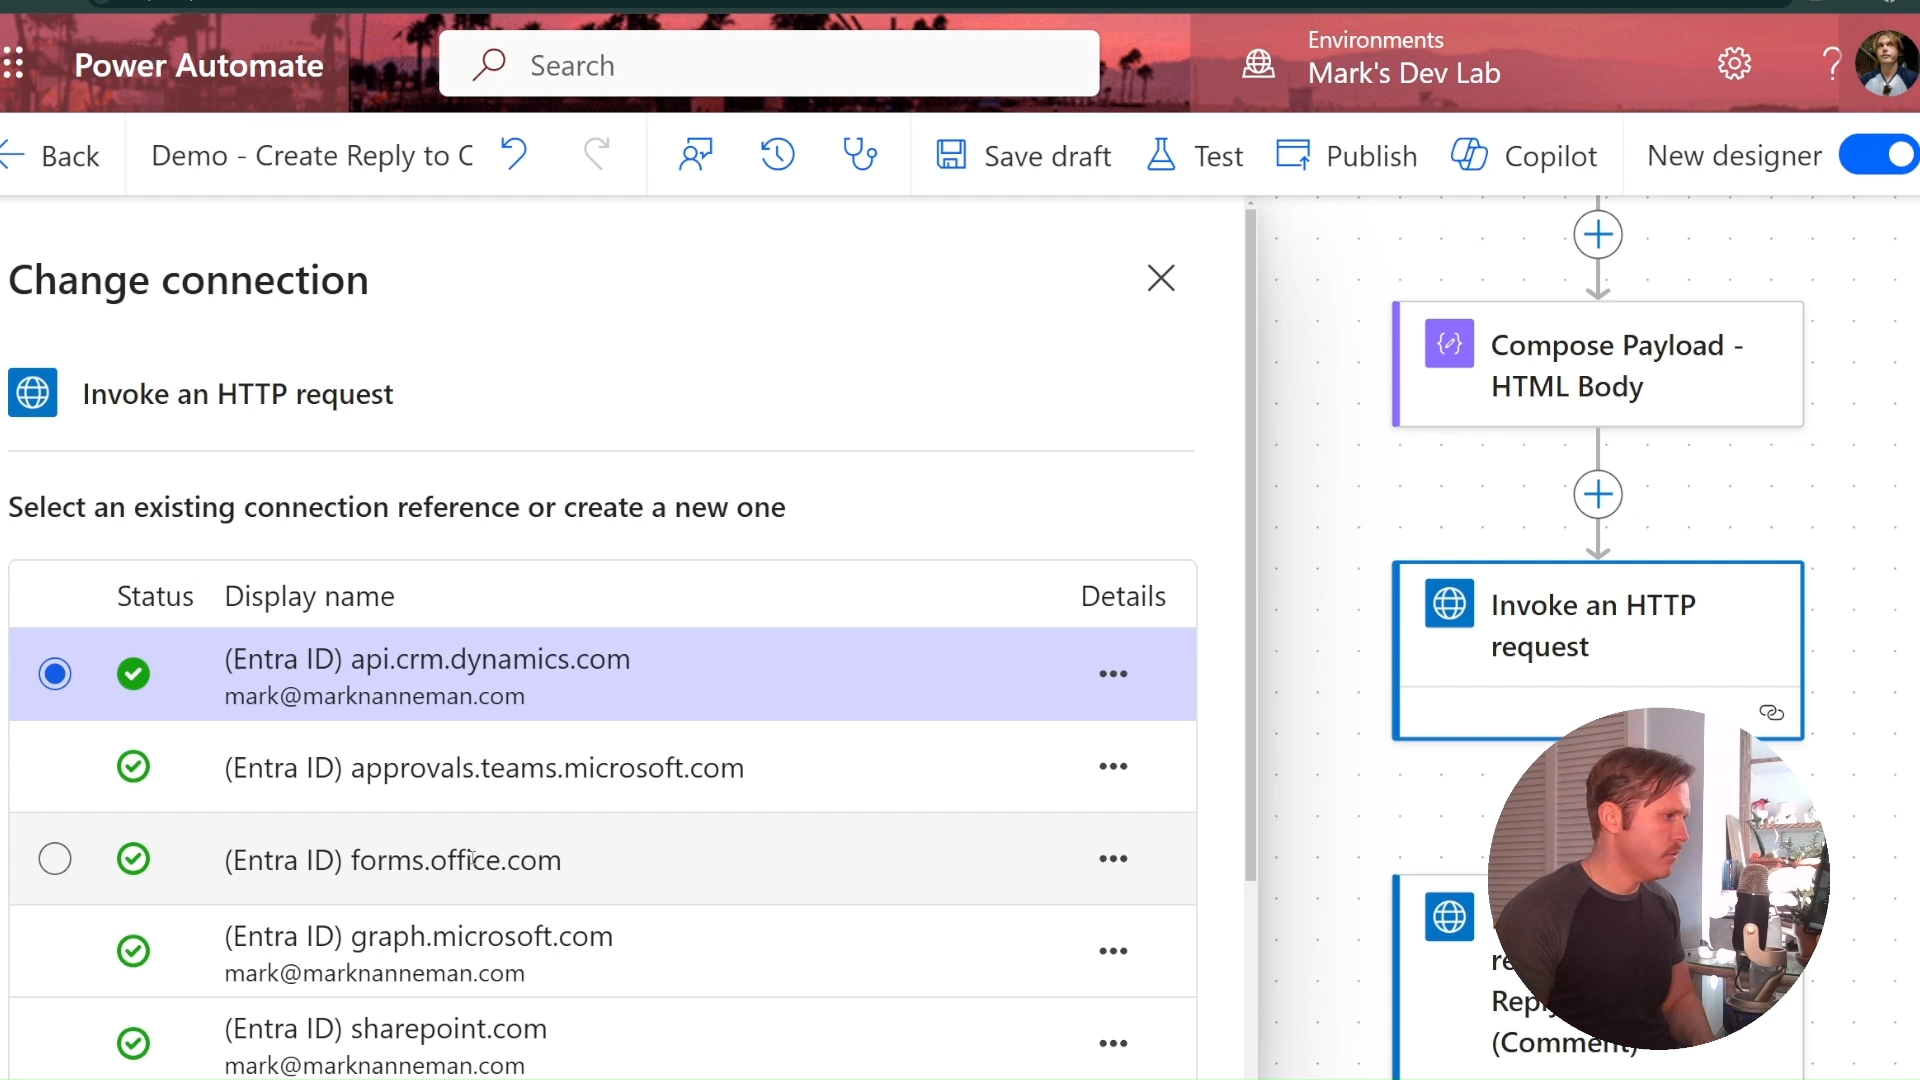 Power Automate
Search
Environments
Mark's Dev Lab
Back
Demo - Create Reply to C
Save draft
Test
Publish
Copilot
New designer
Change connection
Invoke an HTTP request
Select an existing connection reference or create a new one
Status
Display name
Details
(Entra ID) api.crm.dynamics.com
mark@marknanneman.com
(Entra ID) approvals.teams.microsoft.com
(Entra ID) forms.office.com
(Entra ID) graph.microsoft.com
mark@marknanneman.com
(Entra ID) sharepoint.com
mark@marknanneman.com
Compose Payload -
HTML Body
Invoke an HTTP
request
(Comment)